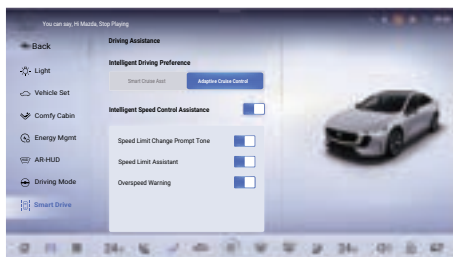 You can say, Hi Mazda, Stop Playing
Back
Driving Assistance
Intelligent Driving Preference
Light
Smart Cruise Asst
Adaptive Cruise Control
Vehicle Set
Intelligent Speed Control Assistance
Comfy Cabin
Energy Mgmt
Speed Limit Change Prompt Tone
AR-HUD
Speed Limit Assistant
Driving Mode
Overspeed Warning
Smart Drive